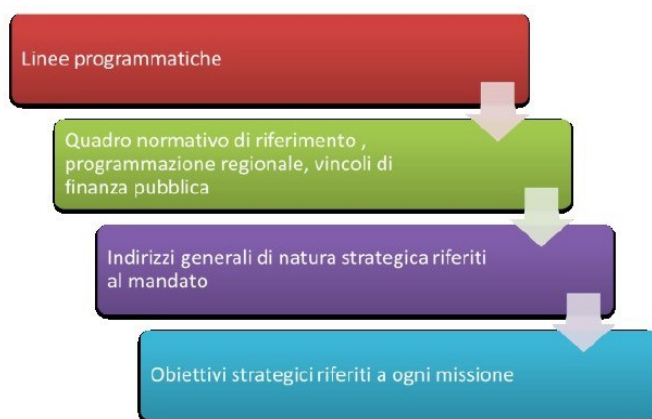 Linee programmatiche
Quadro normativo di riferimento ,
programmazione regionale, vincoli di
finanza pubblica
Indirizzi generali di natura strategica riferiti
al mandato
Obiettivi strategici riferiti a ogni missione